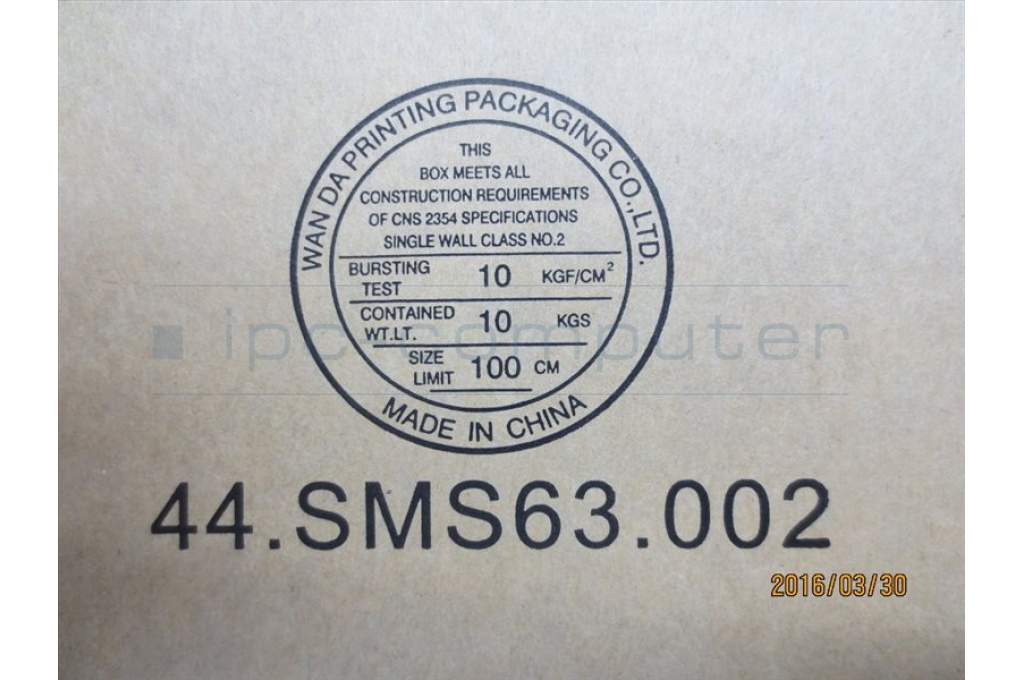 WAN DA PRINTING PACKAGING CO.,LTD.
THIS
BOX MEETS ALL
CONSTRUCTION REQUIREMENTS
OF CNS 2354 SPECIFICATIONS
SINGLE WALL CLASS NO.2
BURSTING TEST 10 KGF/CM²
CONTAINED WT.LT. 10 KGS
SIZE LIMIT 100 CM
MADE IN CHINA
ipc-computer
44.SMS63.002
2016/03/30